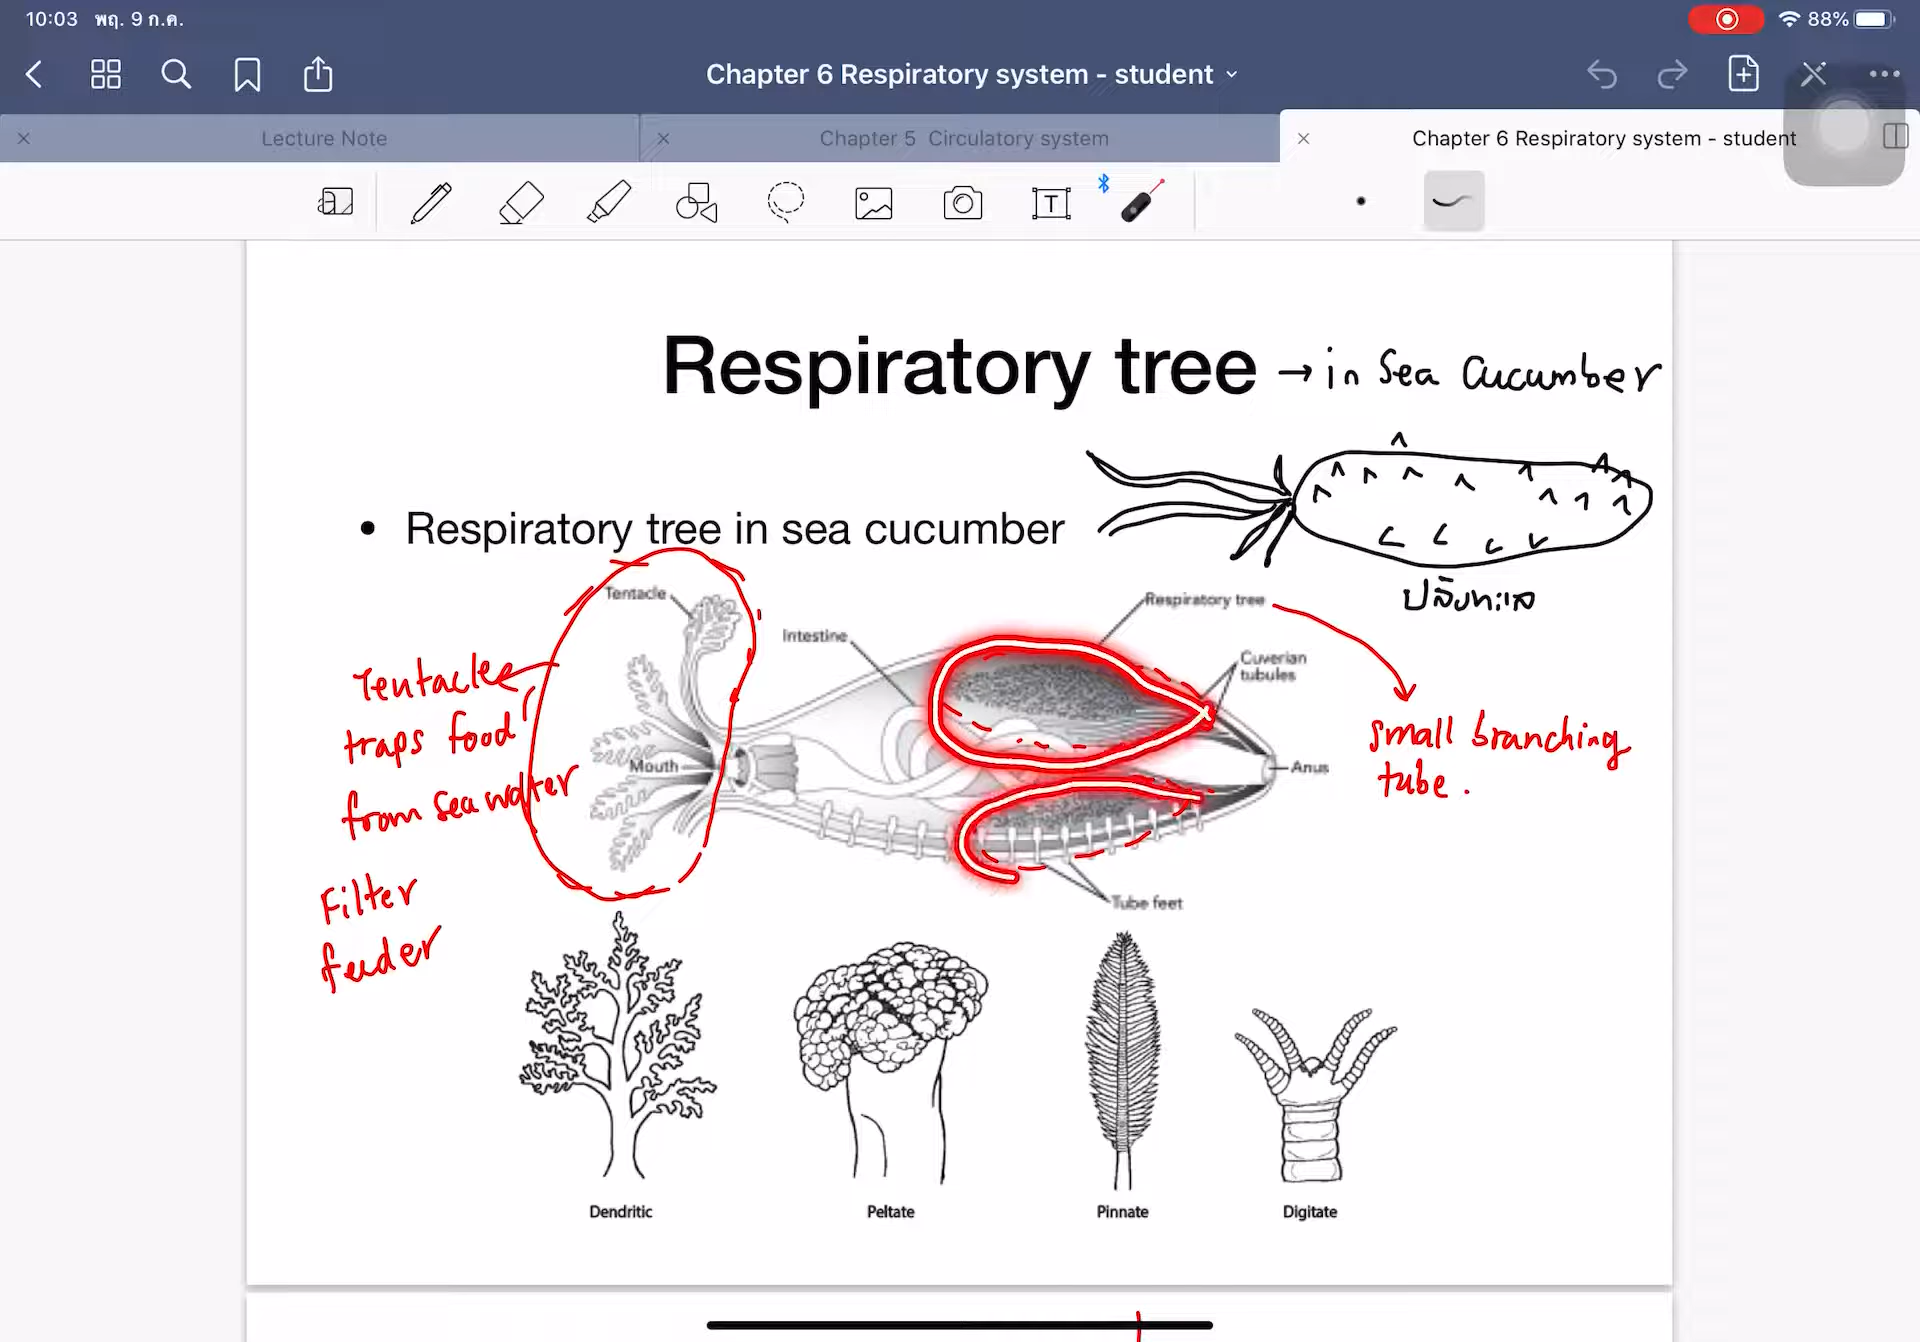 10:03 พฤ. 9 ก.ค.
88%
Chapter 6 Respiratory system - student
Lecture Note
Chapter 5 Circulatory system
Chapter 6 Respiratory system - student
Respiratory tree → in Sea Cucumber
• Respiratory tree in sea cucumber
ปลิงทะเล
Tentacle
Respiratory tree
Intestine
Cuverian
tubules
Tentacle
traps food
from sea water
Mouth
Anus
small branching
tube.
Filter
feeder
Tube feet
Dendritic
Peltate
Pinnate
Digitate